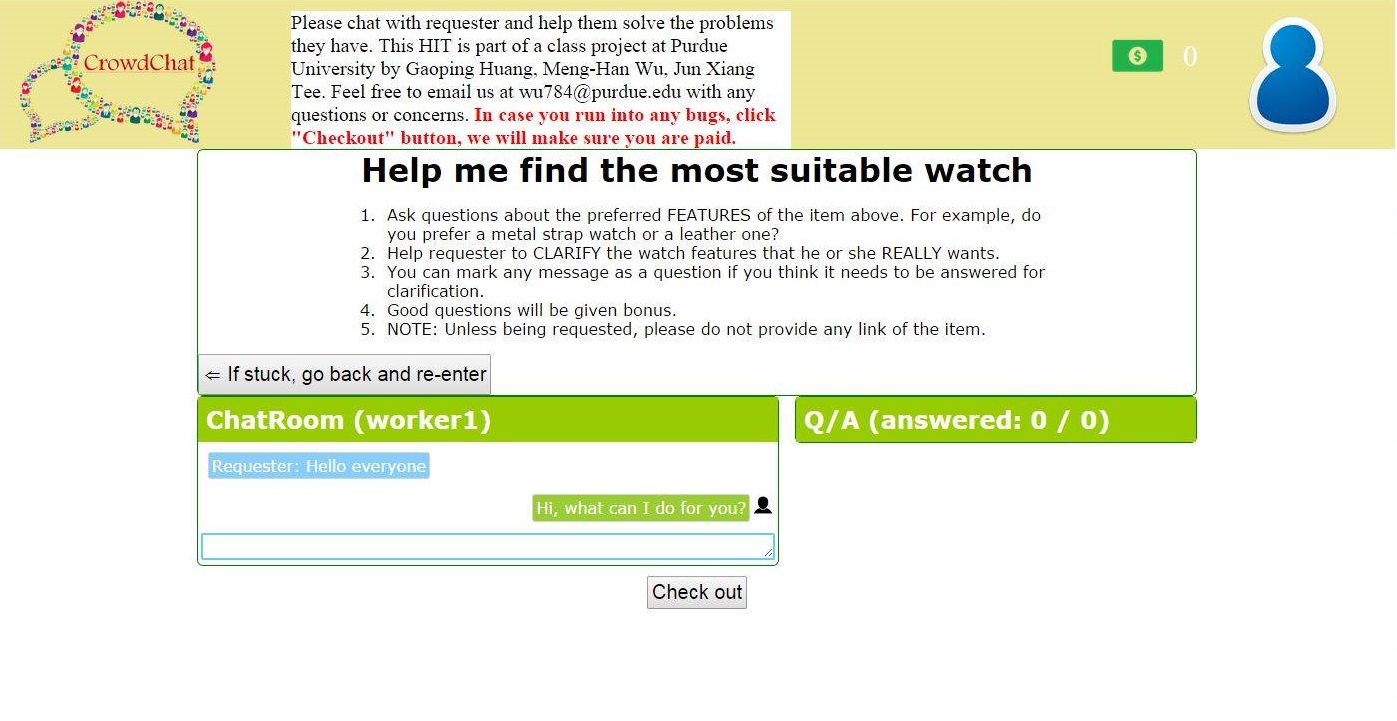 CrowdChat
Please chat with requester and help them solve the problems
they have. This HIT is part of a class project at Purdue
University by Gaoping Huang, Meng-Han Wu, Jun Xiang
Tee. Feel free to email us at wu784@purdue.edu with any
questions or concerns. In case you run into any bugs, click
"Checkout" button, we will make sure you are paid.
$ 0
Help me find the most suitable watch
1. Ask questions about the preferred FEATURES of the item above. For example, do
you prefer a metal strap watch or a leather one?
2. Help requester to CLARIFY the watch features that he or she REALLY wants.
3. You can mark any message as a question if you think it needs to be answered for
clarification.
4. Good questions will be given bonus.
5. NOTE: Unless being requested, please do not provide any link of the item.
⇐ If stuck, go back and re-enter
ChatRoom (worker1)
Requester: Hello everyone
Hi, what can I do for you?
Check out
Q/A (answered: 0 / 0)